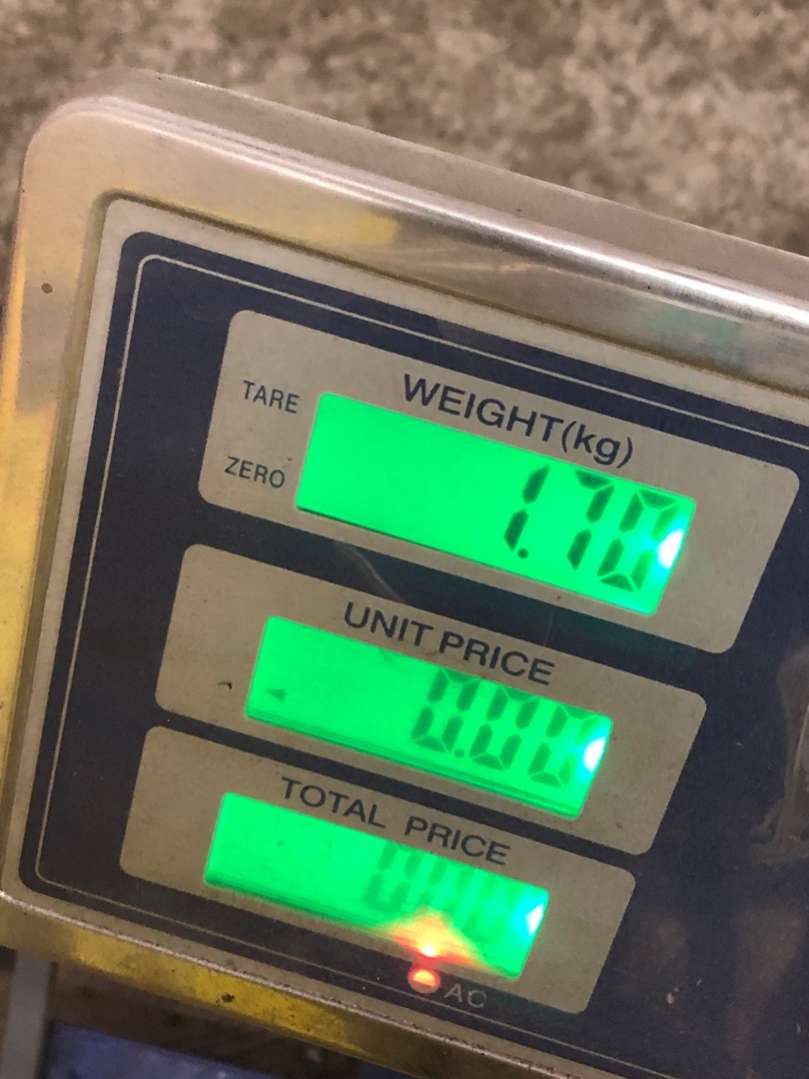 WEIGHT(kg)
TARE
ZERO
1.70
UNIT PRICE
0.00
TOTAL PRICE
AC